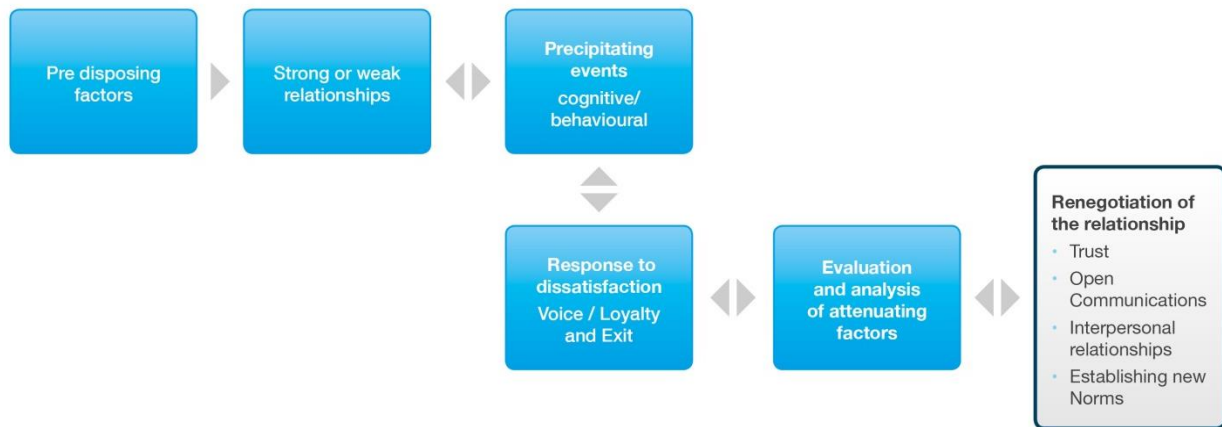 Pre disposing
factors
Strong or weak
relationships
Precipitating
events
cognitive/
behavioural
Response to
dissatisfaction
Voice / Loyalty
and Exit
Evaluation
and analysis
of attenuating
factors
Renegotiation of
the relationship
• Trust
• Open
Communications
• Interpersonal
relationships
• Establishing new
Norms